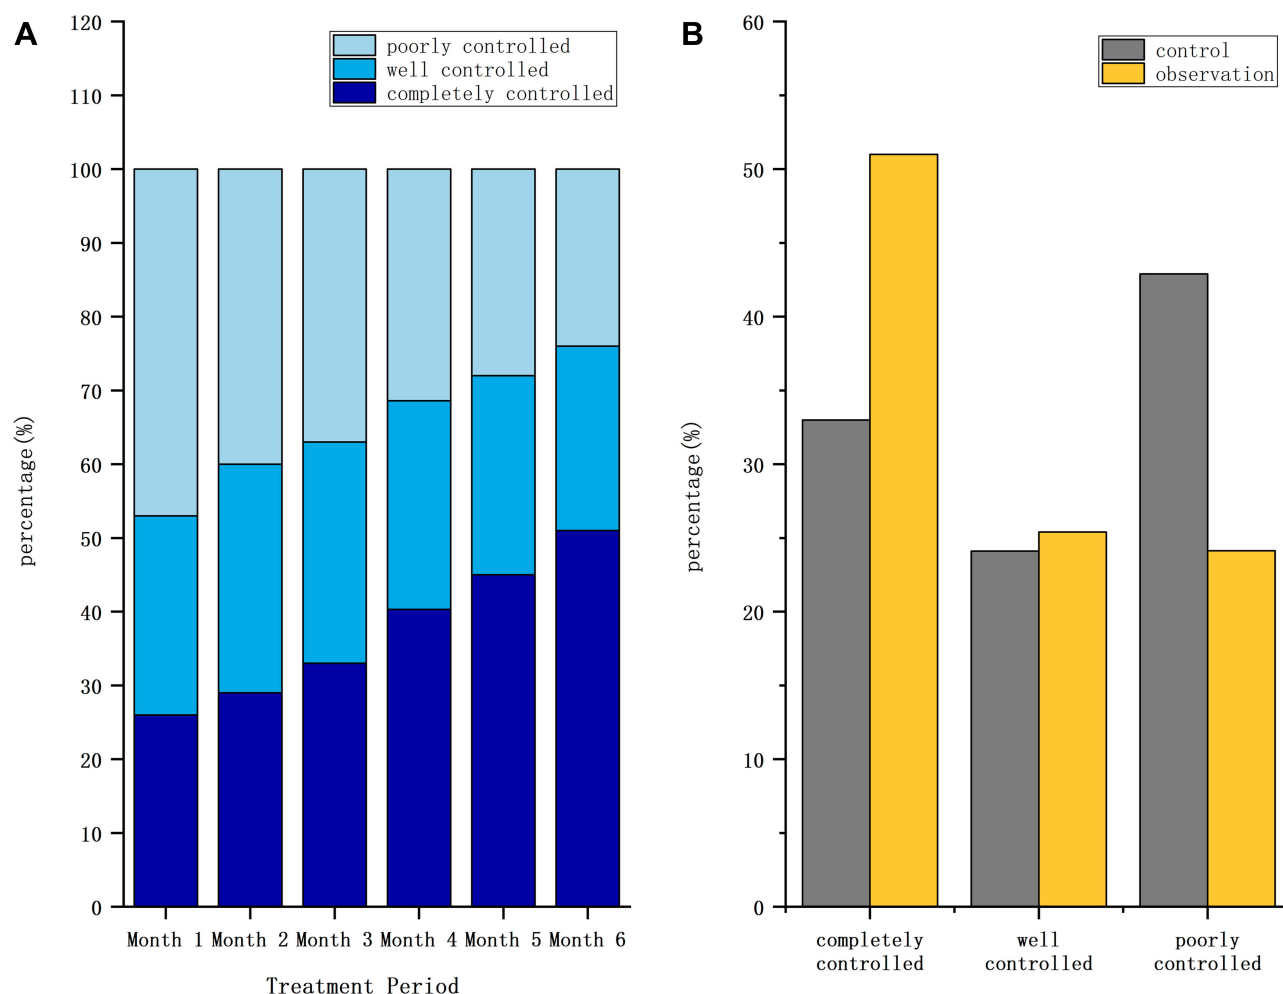 A
120
110
100
90
80
70
60
50
40
30
20
10
0
percentage(%)
poorly controlled
well controlled
completely controlled
Month 1 Month 2 Month 3 Month 4 Month 5 Month 6
Treatment Period
B
60
50
40
30
20
10
0
percentage(%)
control
observation
completely
controlled
well
controlled
poorly
controlled